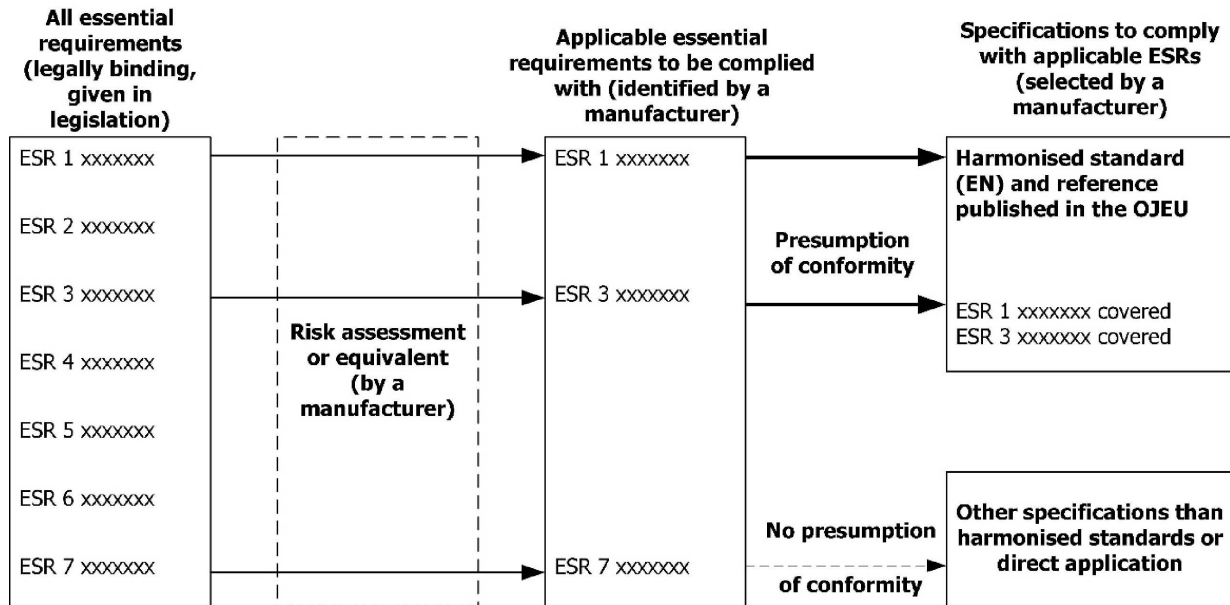 All essential
requirements
(legally binding,
given in
legislation)
ESR 1 xxxxxxx
ESR 2 xxxxxxx
ESR 3 xxxxxxx
ESR 4 xxxxxxx
ESR 5 xxxxxxx
ESR 6 xxxxxxx
ESR 7 xxxxxxx
Risk assessment
or equivalent
(by a
manufacturer)
Applicable essential
requirements to be complied
with (identified by a
manufacturer)
ESR 1 xxxxxxx
ESR 3 xxxxxxx
ESR 7 xxxxxxx
Presumption
of conformity
No presumption
of conformity
Specifications to comply
with applicable ESRs
(selected by a
manufacturer)
Harmonised standard
(EN) and reference
published in the OJEU
ESR 1 xxxxxxx covered
ESR 3 xxxxxxx covered
Other specifications than
harmonised standards or
direct application